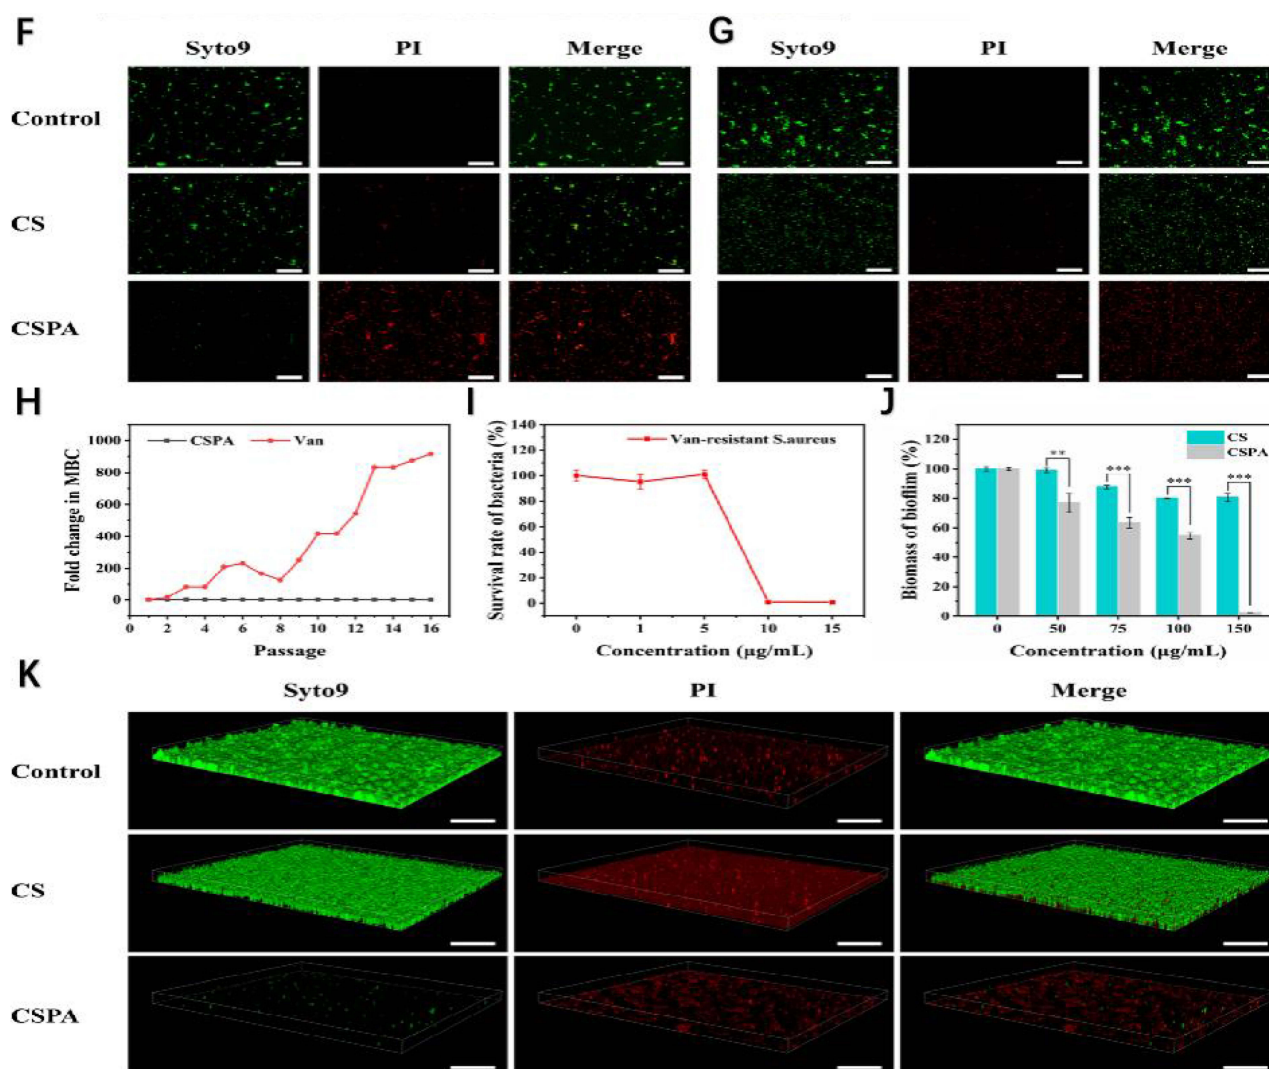 F
G
Syto9 PI Merge Syto9 PI Merge
Control
CS
CSPA
H
I
J
CSPA Van
Fold change in MBC
1000
800
600
400
200
0
0 2 4 6 8 10 12 14 16
Passage
Van-resistant S.aureus
Survival rate of bacteria (%)
140
120
100
80
60
40
20
0
0 1 5 10 15
Concentration (μg/mL)
CS
CSPA
Biomass of bioflim (%)
120
100
80
60
40
20
0
** *** *** ***
0 50 75 100 150
Concentration (μg/mL)
K
Syto9 PI Merge
Control
CS
CSPA